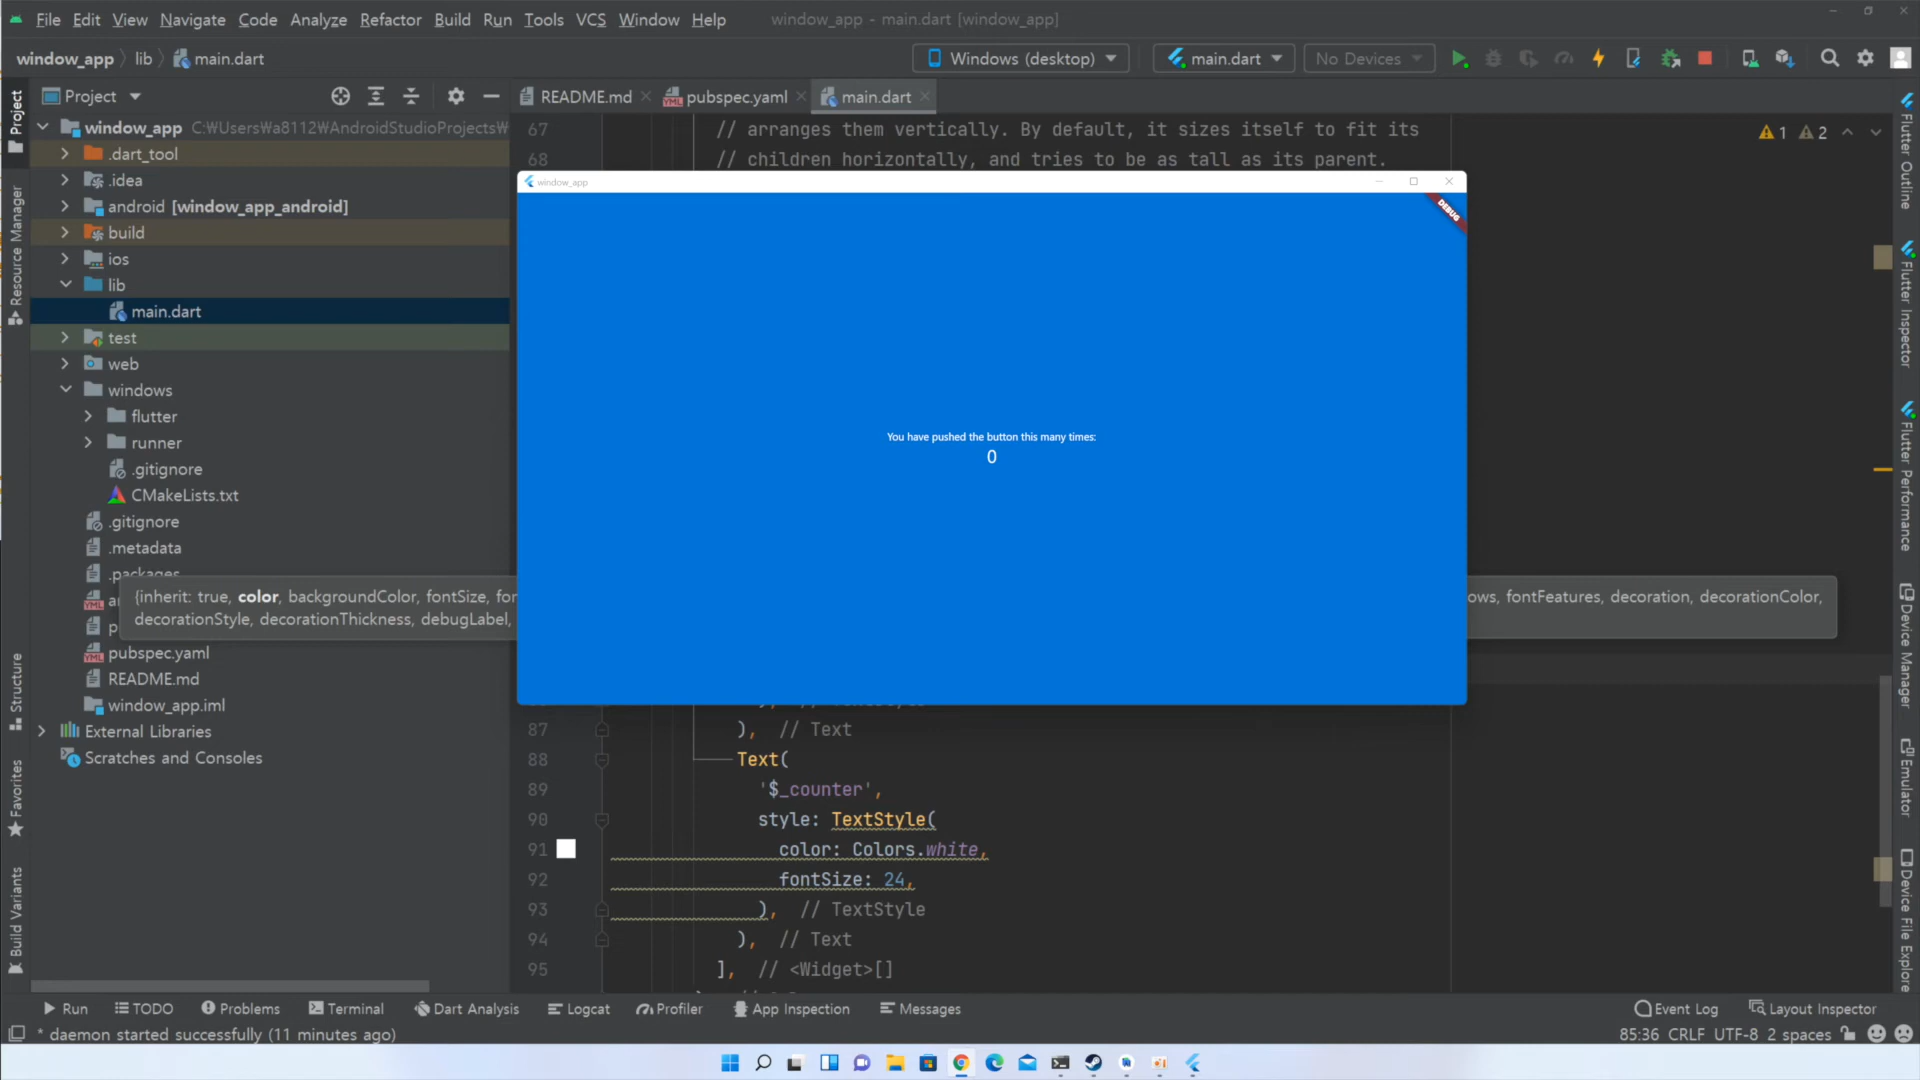 File Edit View Navigate Code Analyze Refactor Build Run Tools VCS Window Help window_app - main.dart [window_app]
window_app lib main.dart Windows (desktop) main.dart No Devices
Project README.md pubspec.yaml main.dart
window_app C:₩Users₩a8112₩AndroidStudioProjects₩
.dart_tool
.idea
android [window_app_android]
build
ios
lib
main.dart
test
web
windows
flutter
runner
.gitignore
CMakeLists.txt
.gitignore
.metadata
.packages
pubspec.yaml
README.md
window_app.iml
External Libraries
Scratches and Consoles
Project
Resource Manager
Structure
Favorites
Build Variants
67 // arranges them vertically. By default, it sizes itself to fit its
68 // children horizontally, and tries to be as tall as its parent.
1 2
window_app
DEBUG
You have pushed the button this many times:
0
{inherit: true, color, backgroundColor, fontSize, fon
ows, fontFeatures, decoration, decorationColor,
decorationStyle, decorationThickness, debugLabel,
87 ), // Text
88 Text(
89 '$_counter',
90 style: TextStyle(
91 color: Colors.white,
92 fontSize: 24,
93 ), // TextStyle
94 ), // Text
95 ], // <Widget>[]
Flutter Outline
Flutter Inspector
Flutter Performance
Device Manager
Emulator
Device File Explore
Run TODO Problems Terminal Dart Analysis Logcat Profiler App Inspection Messages Event Log Layout Inspector
* daemon started successfully (11 minutes ago) 85:36 CRLF UTF-8 2 spaces